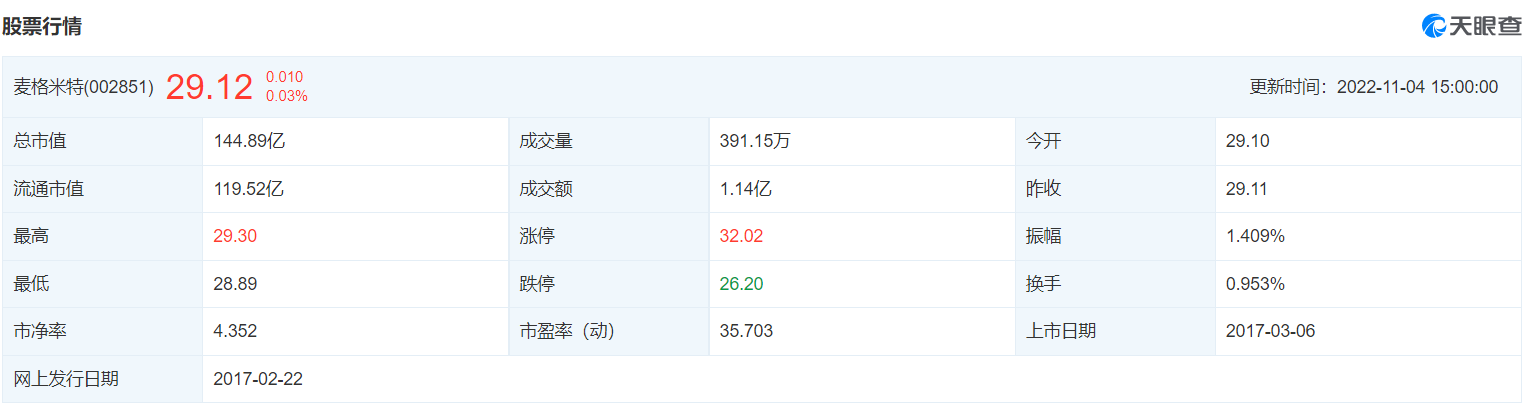 股票行情 天眼查
麦格米特(002851) 29.12 0.010 更新时间：2022-11-04 15:00:00
0.03%
总市值 144.89亿 成交量 391.15万 今开 29.10
流通市值 119.52亿 成交额 1.14亿 昨收 29.11
最高 29.30 涨停 32.02 振幅 1.409%
最低 28.89 跌停 26.20 换手 0.953%
市净率 4.352 市盈率（动） 35.703 上市日期 2017-03-06
网上发行日期 2017-02-22